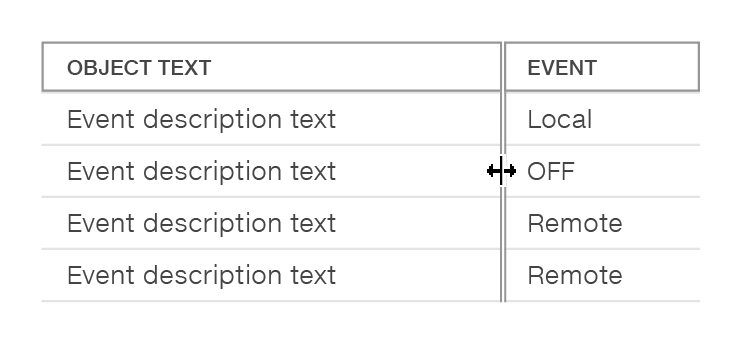 OBJECT TEXT EVENT
Event description text Local
Event description text OFF
Event description text Remote
Event description text Remote